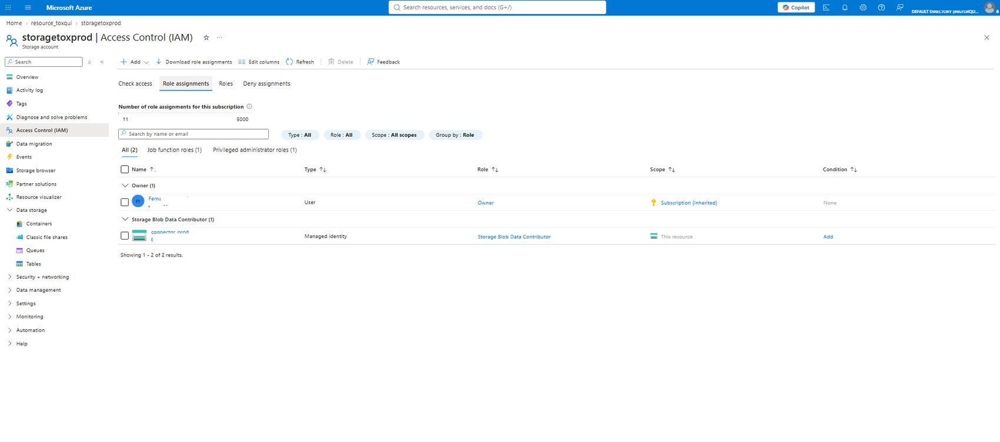 Microsoft Azure
Search resources, services, and docs (G+/)
Copilot
DEFAULT DIRECTORY (INGTOXQU...
Home > resource_toxqui > storagetoxprod
storagetoxprod | Access Control (IAM)
Storage account
Search
Add
Download role assignments
Edit columns
Refresh
Delete
Feedback
Overview
Activity log
Tags
Diagnose and solve problems
Access Control (IAM)
Data migration
Events
Storage browser
Partner solutions
Resource visualizer
Data storage
Containers
Classic file shares
Queues
Tables
Security + networking
Data management
Settings
Monitoring
Automation
Help
Check access
Role assignments
Roles
Deny assignments
Number of role assignments for this subscription
11 5000
Search by name or email
Type : All
Role : All
Scope : All scopes
Group by : Role
All (2)
Job function roles (1)
Privileged administrator roles (1)
Name Type Role Scope Condition
Owner (1)
FT Ferna User Owner Subscription (Inherited) None
Storage Blob Data Contributor (1)
connector_prod Managed identity Storage Blob Data Contributor This resource Add
Showing 1 - 2 of 2 results.